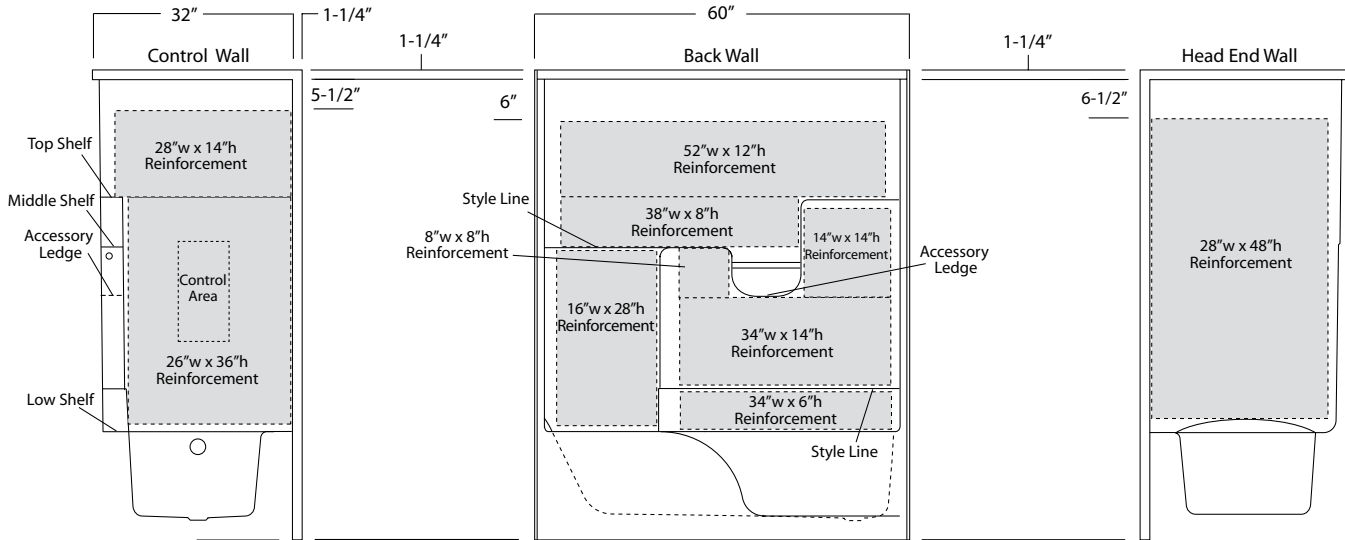 32”
1-1/4”
60”
1-1/4”
1-1/4”
Control Wall
Back Wall
Head End Wall
5-1/2”
6”
6-1/2”
Top Shelf
28”w x 14”h
Reinforcement
52”w x 12”h
Reinforcement
Middle Shelf
Style Line
38”w x 8”h
Reinforcement
Accessory
Ledge
8”w x 8”h
Reinforcement
14”w x 14”h
Reinforcement
Accessory
Ledge
28”w x 48”h
Reinforcement
Control
Area
16”w x 28”h
Reinforcement
34”w x 14”h
Reinforcement
26”w x 36”h
Reinforcement
Low Shelf
34”w x 6”h
Reinforcement
Style Line